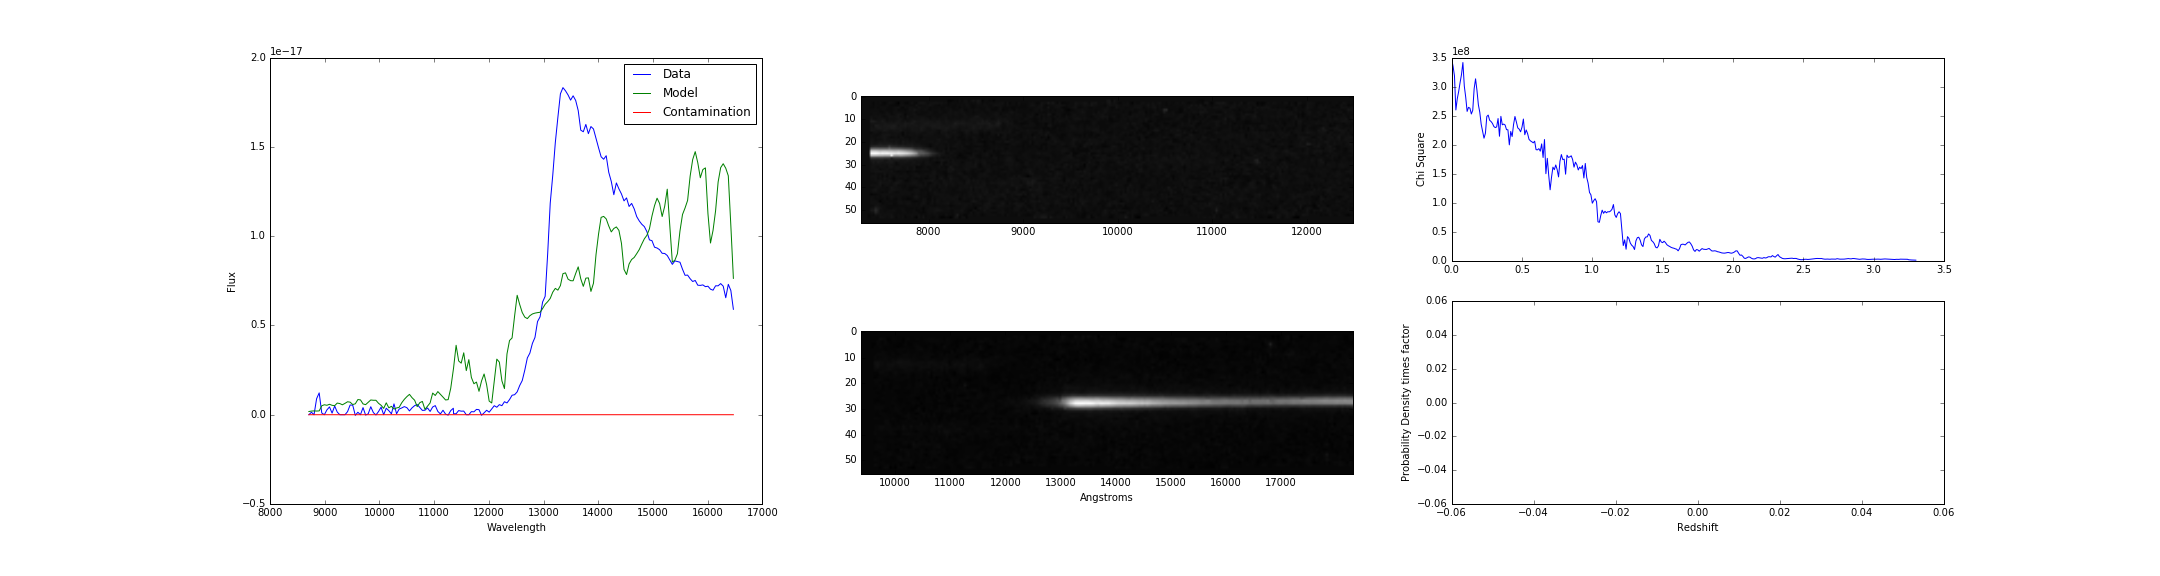 1e−17
2.0
1.5
1.0
0.5
0.0
−0.5
Flux
8000 9000 10000 11000 12000 13000 14000 15000 16000 17000
Wavelength
Data
Model
Contamination
0
10
20
30
40
50
8000 9000 10000 11000 12000
0
10
20
30
40
50
10000 11000 12000 13000 14000 15000 16000 17000
Angstroms
1e8
3.5
3.0
2.5
2.0
1.5
1.0
0.5
0.0
Chi Square
0.0 0.5 1.0 1.5 2.0 2.5 3.0 3.5
0.06
0.04
0.02
0.00
−0.02
−0.04
−0.06
Probability Density times factor
−0.06 −0.04 −0.02 0.00 0.02 0.04 0.06
Redshift